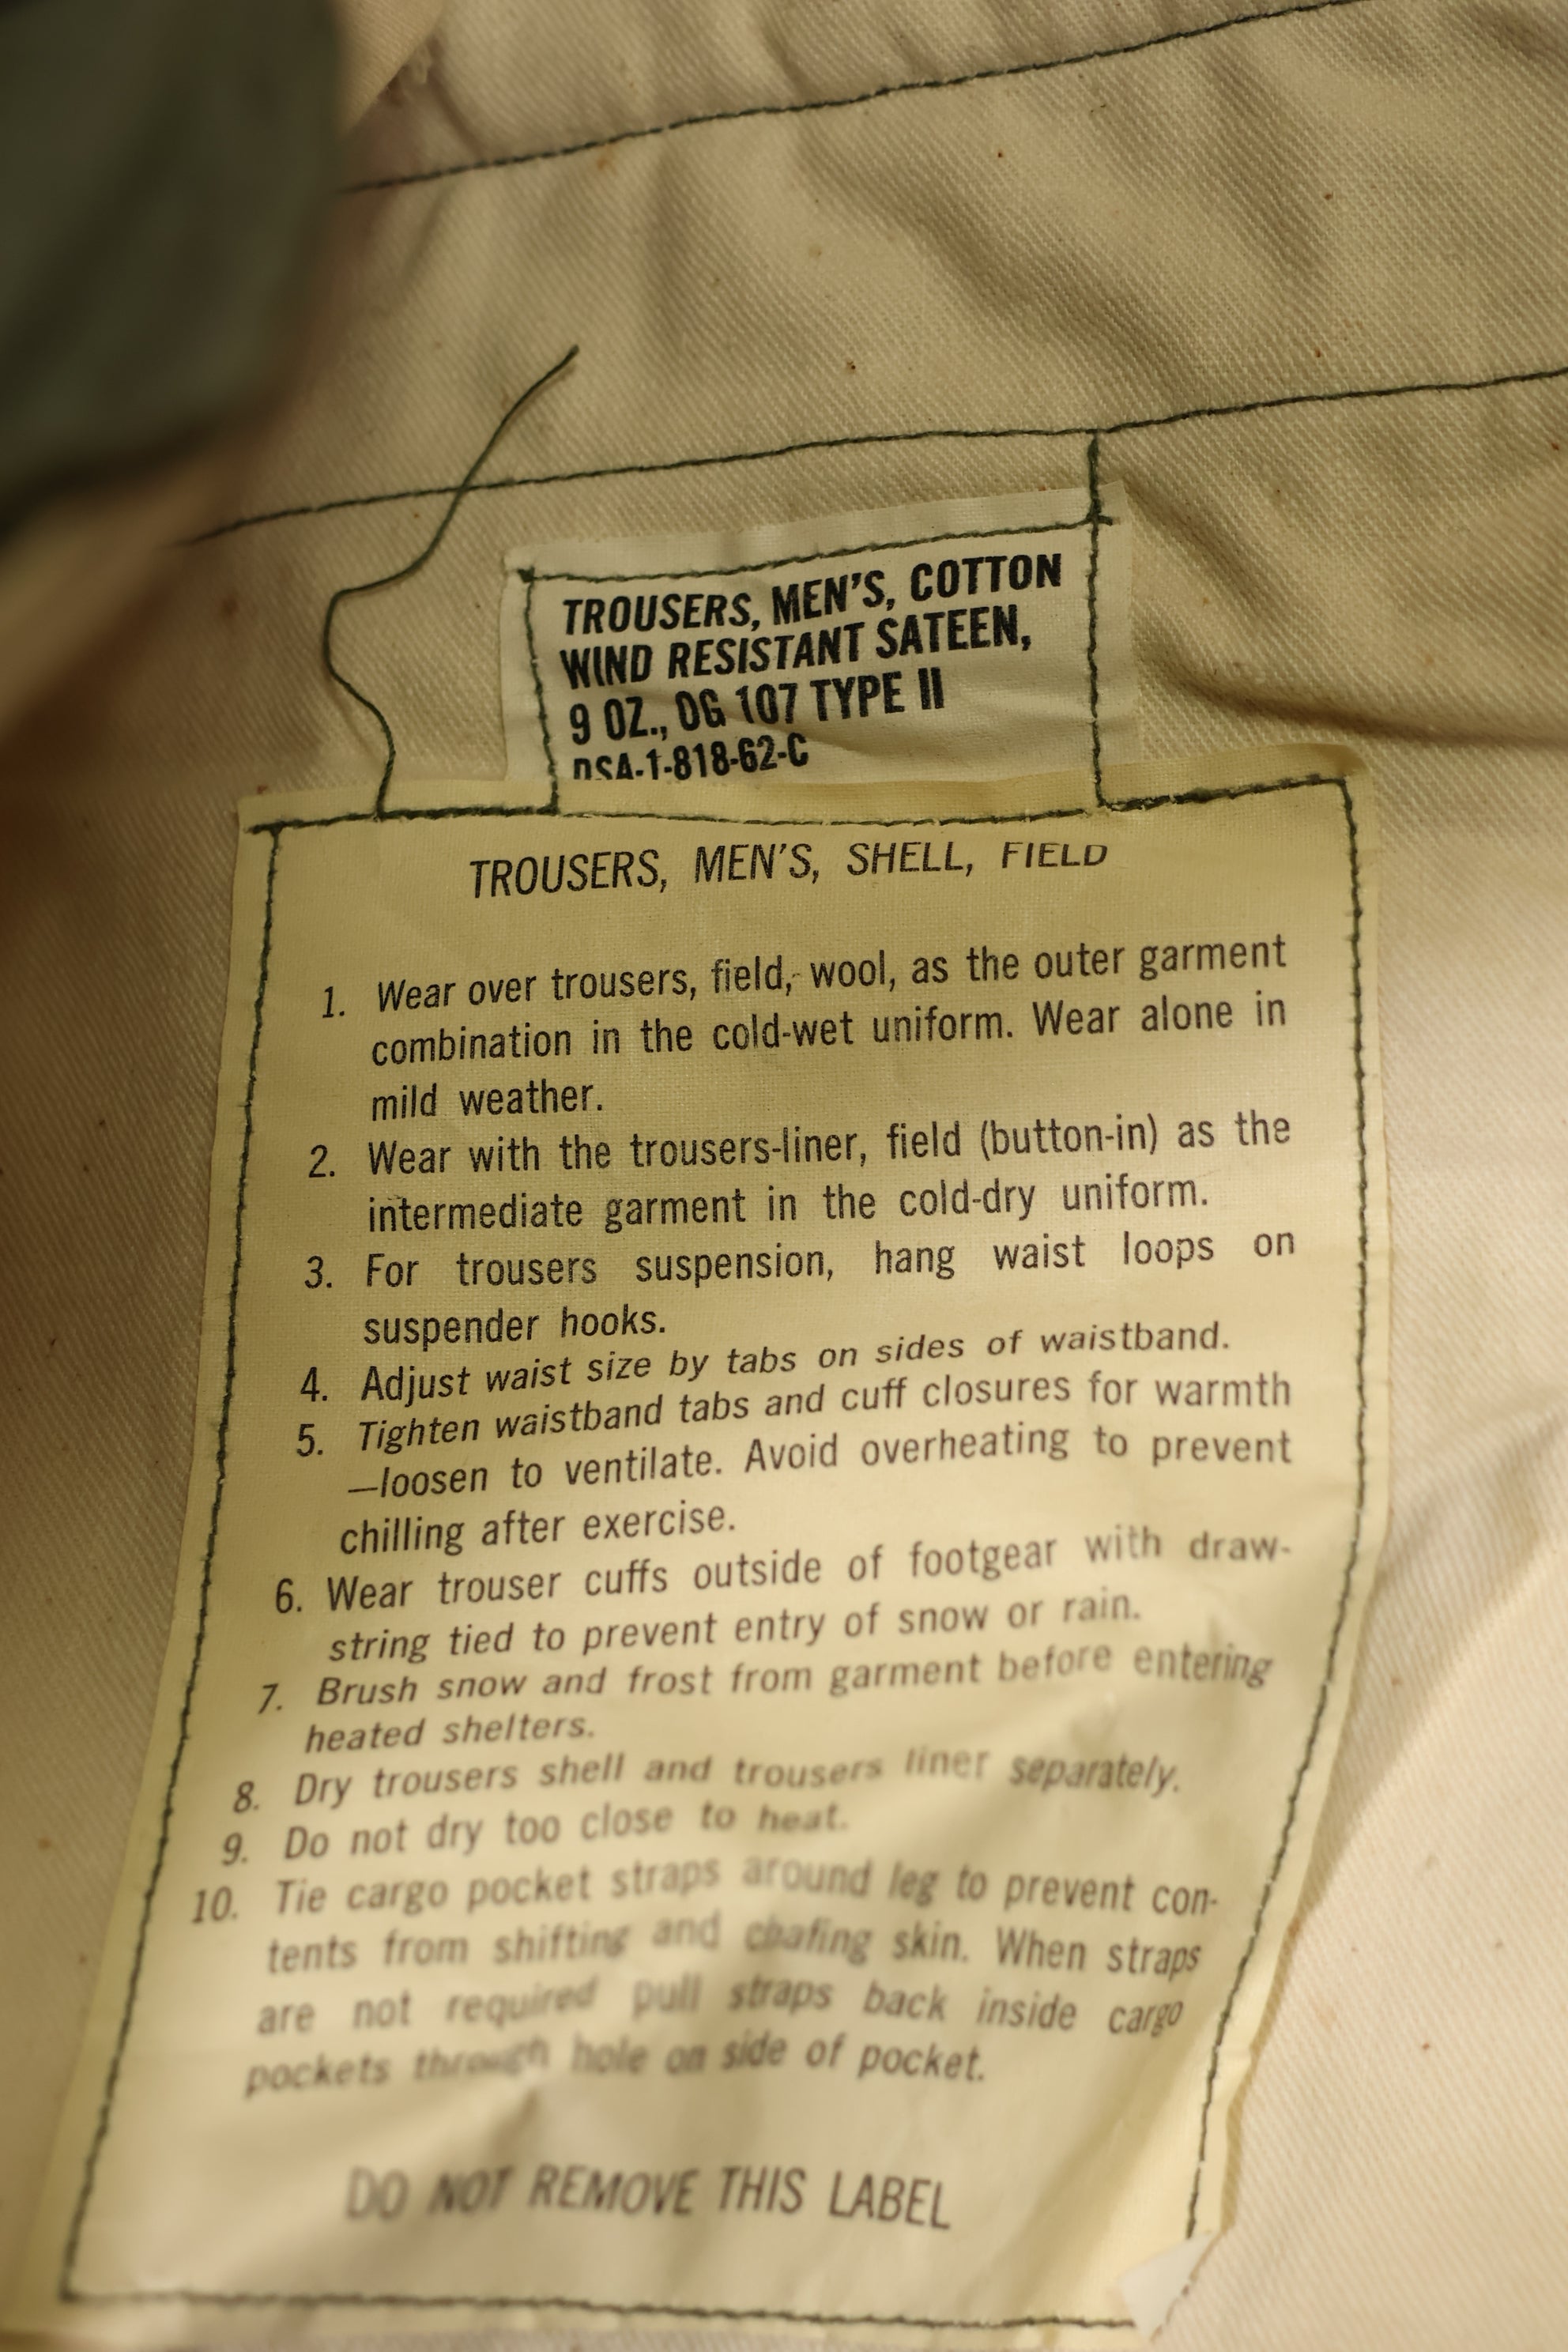 TROUSERS, MEN'S, COTTON
WIND RESISTANT SATEEN,
9 OZ., OG 107 TYPE II
DSA-1-818-62-C
TROUSERS, MEN'S, SHELL, FIELD
1. Wear over trousers, field, wool, as the outer garment
combination in the cold-wet uniform. Wear alone in
mild weather.
2. Wear with the trousers-liner, field (button-in) as the
intermediate garment in the cold-dry uniform.
3. For trousers suspension, hang waist loops on
suspender hooks.
4. Adjust waist size by tabs on sides of waistband.
5. Tighten waistband tabs and cuff closures for warmth
—loosen to ventilate. Avoid overheating to prevent
chilling after exercise.
6. Wear trouser cuffs outside of footgear with draw-
string tied to prevent entry of snow or rain.
7. Brush snow and frost from garment before entering
heated shelters.
8. Dry trousers shell and trousers liner separately.
9. Do not dry too close to heat.
10. Tie cargo pocket straps around leg to prevent con-
tents from shifting and chafing skin. When straps
are not required pull straps back inside cargo
pockets through hole on side of pocket.
DO NOT REMOVE THIS LABEL